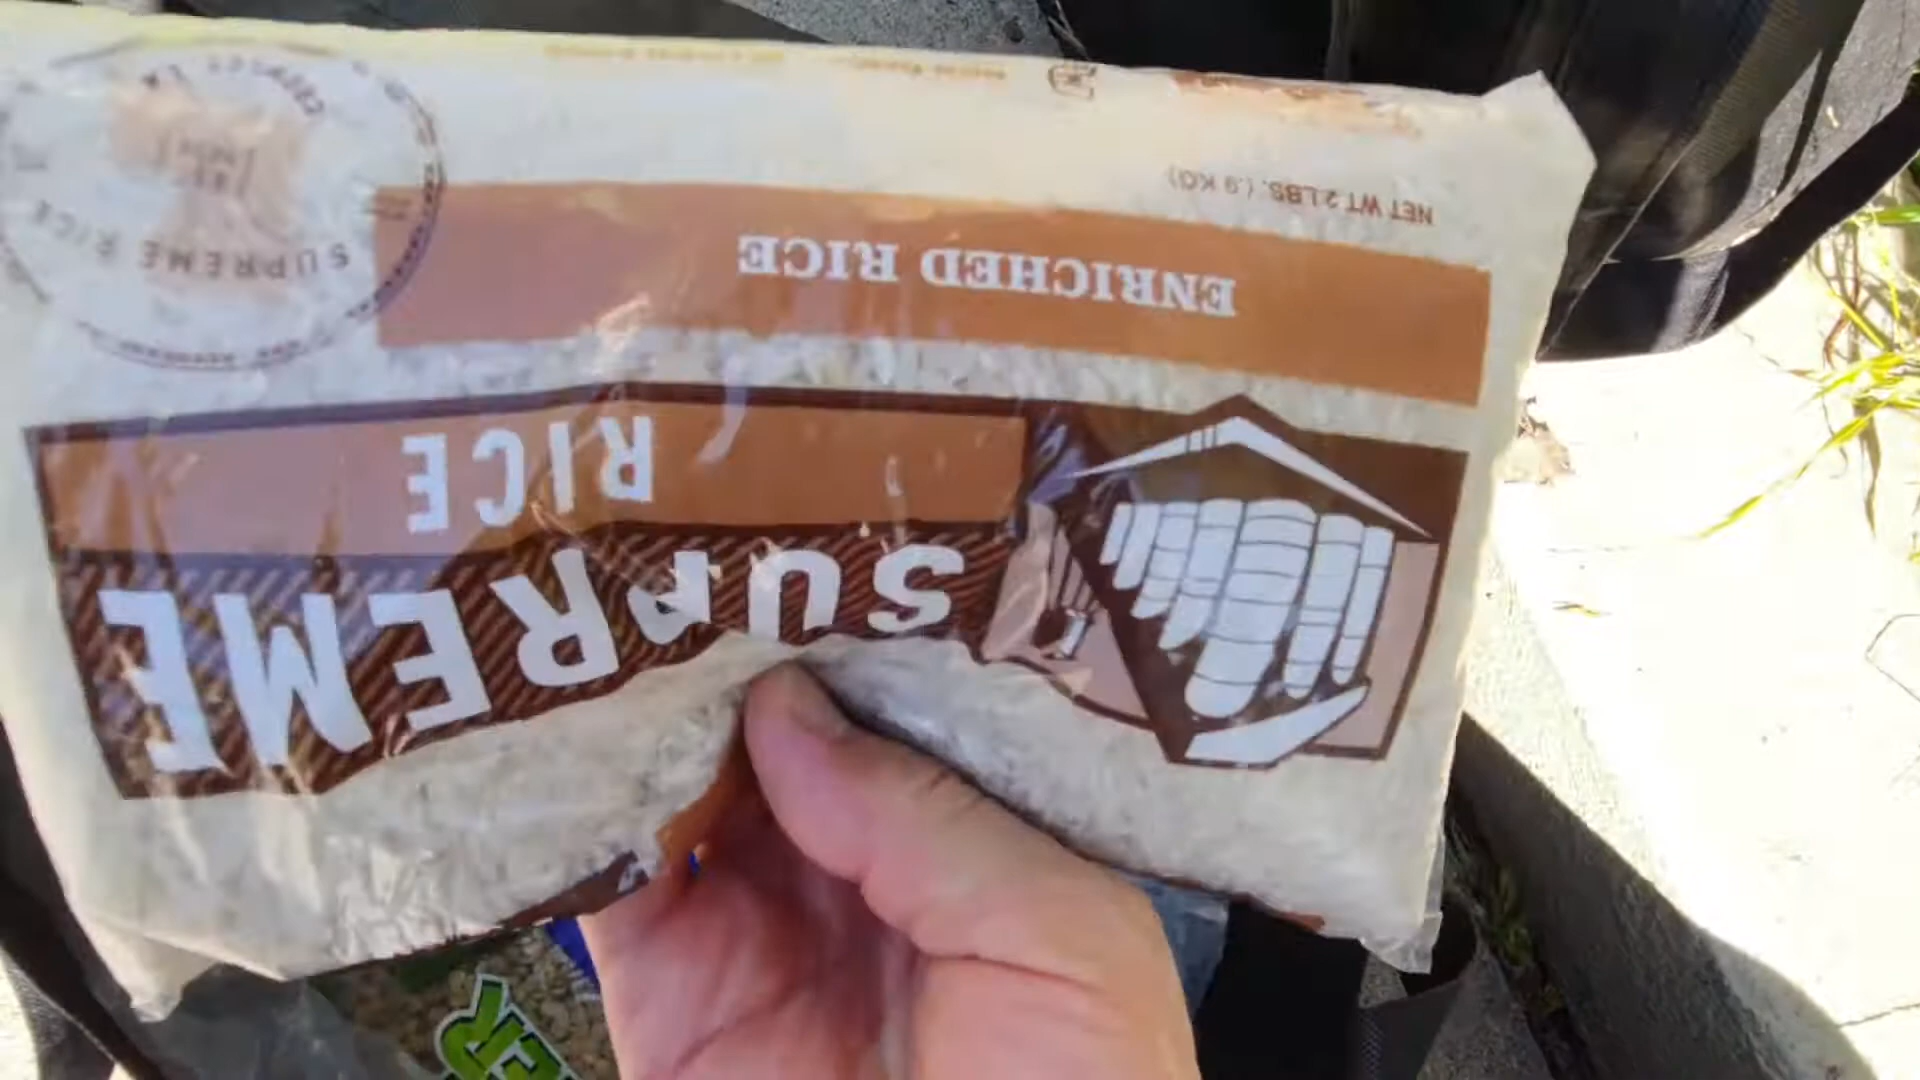 SUPREME
RICE
ENRICHED RICE
NET WT 2 LBS. (.9 KG)
SUPREME RICE